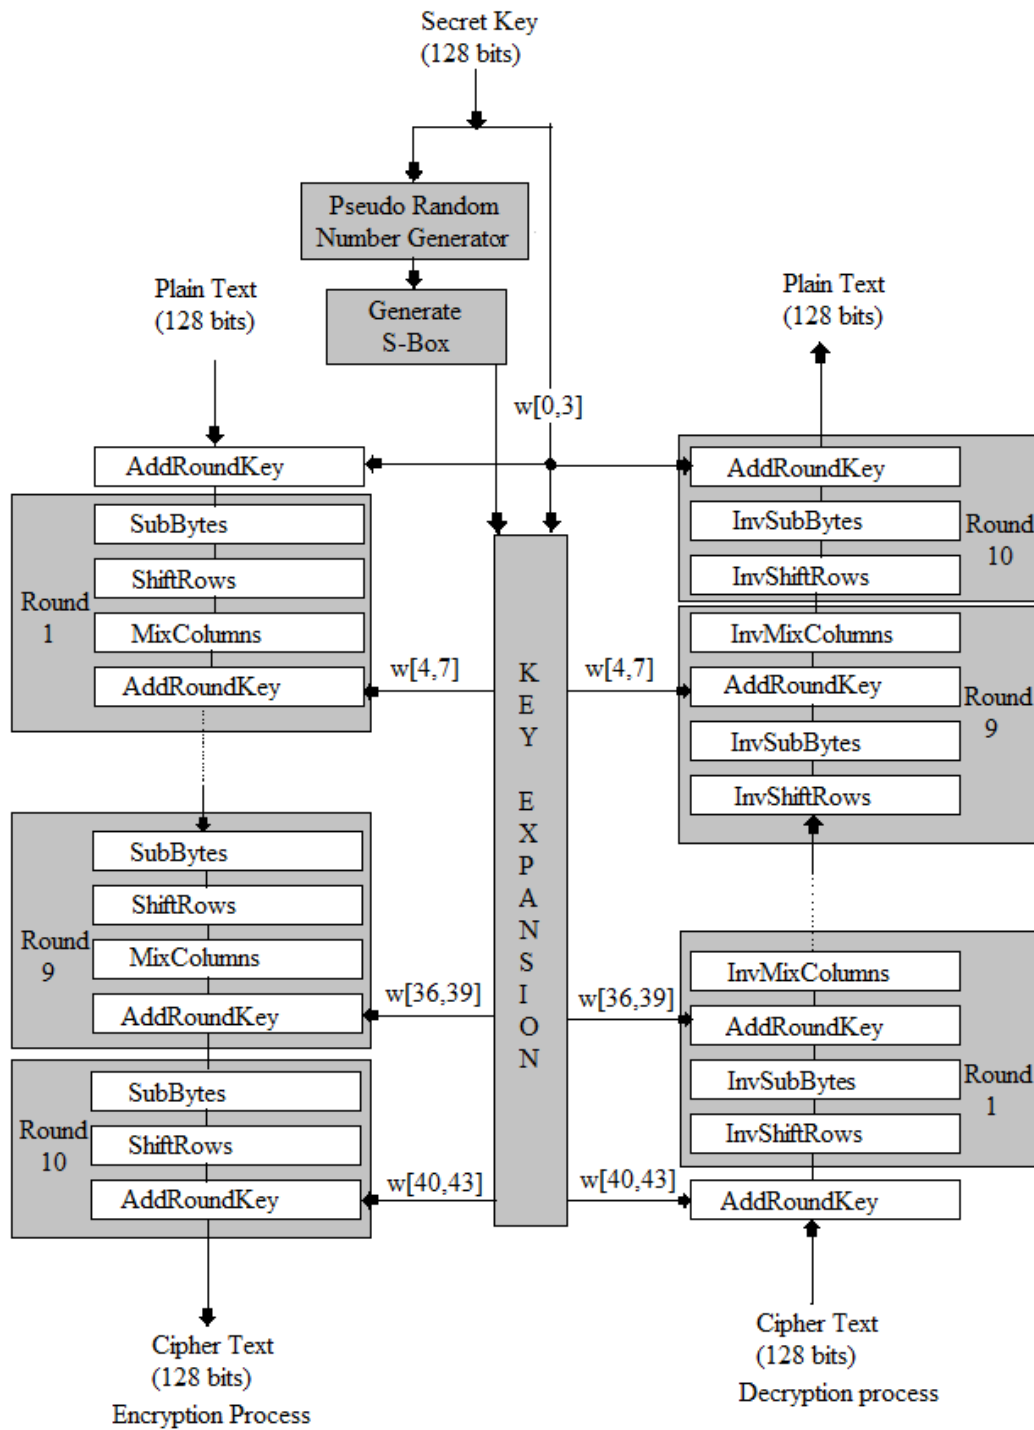 Secret Key
(128 bits)
Pseudo Random
Number Generator
Generate
S-Box
w[0,3]
Plain Text
(128 bits)
AddRoundKey
Round
1
SubBytes
ShiftRows
MixColumns
AddRoundKey
w[4,7]
Round
9
SubBytes
ShiftRows
MixColumns
AddRoundKey
w[36,39]
Round
10
SubBytes
ShiftRows
AddRoundKey
w[40,43]
Cipher Text
(128 bits)
Encryption Process
KEY EXPANSION
Plain Text
(128 bits)
AddRoundKey
InvSubBytes
InvShiftRows
Round
10
InvMixColumns
w[4,7]
AddRoundKey
InvSubBytes
InvShiftRows
Round
9
InvMixColumns
w[36,39]
AddRoundKey
InvSubBytes
InvShiftRows
Round
1
w[40,43]
AddRoundKey
Cipher Text
(128 bits)
Decryption process